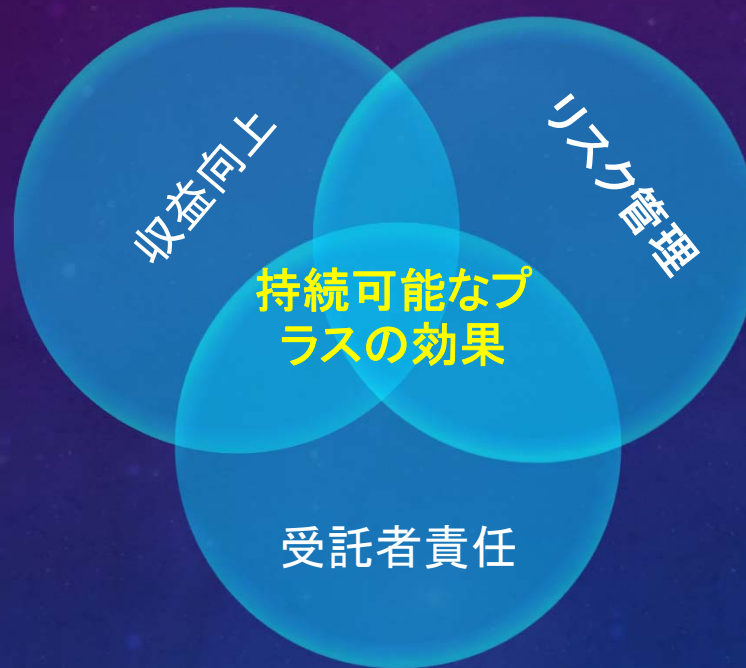 収益向上
リスク管理
持続可能なプ
ラスの効果
受託者責任